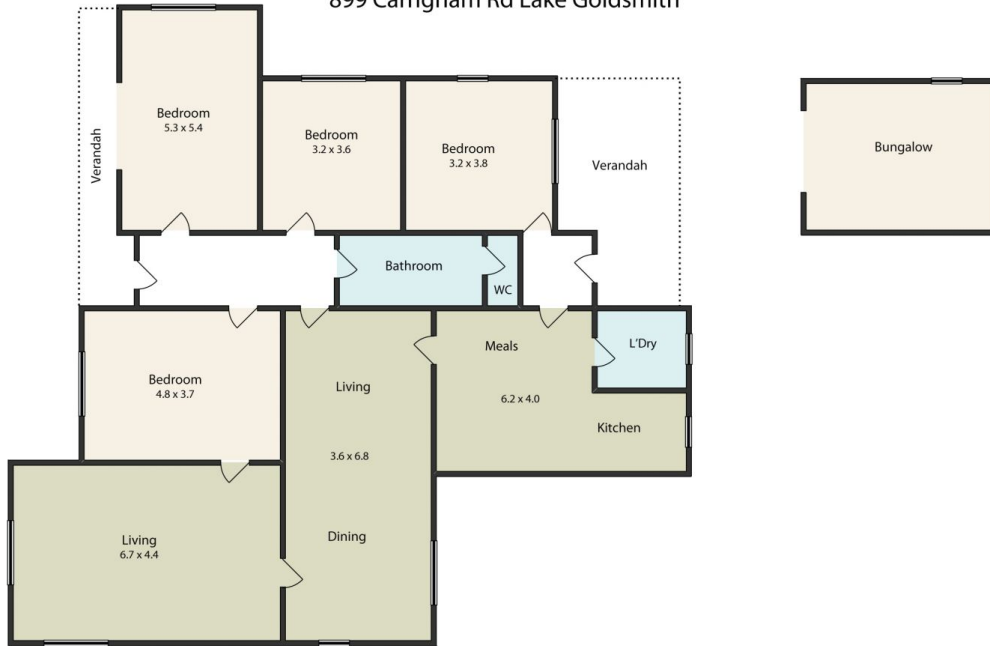 899 Carngham Rd Lake Goldsmith
Bedroom
5.3 x 5.4
Verandah
Bedroom
3.2 x 3.6
Bedroom
3.2 x 3.8
Verandah
Bungalow
Bathroom
WC
Bedroom
4.8 x 3.7
Living
3.6 x 6.8
Dining
Meals
6.2 x 4.0
Kitchen
L'Dry
Living
6.7 x 4.4